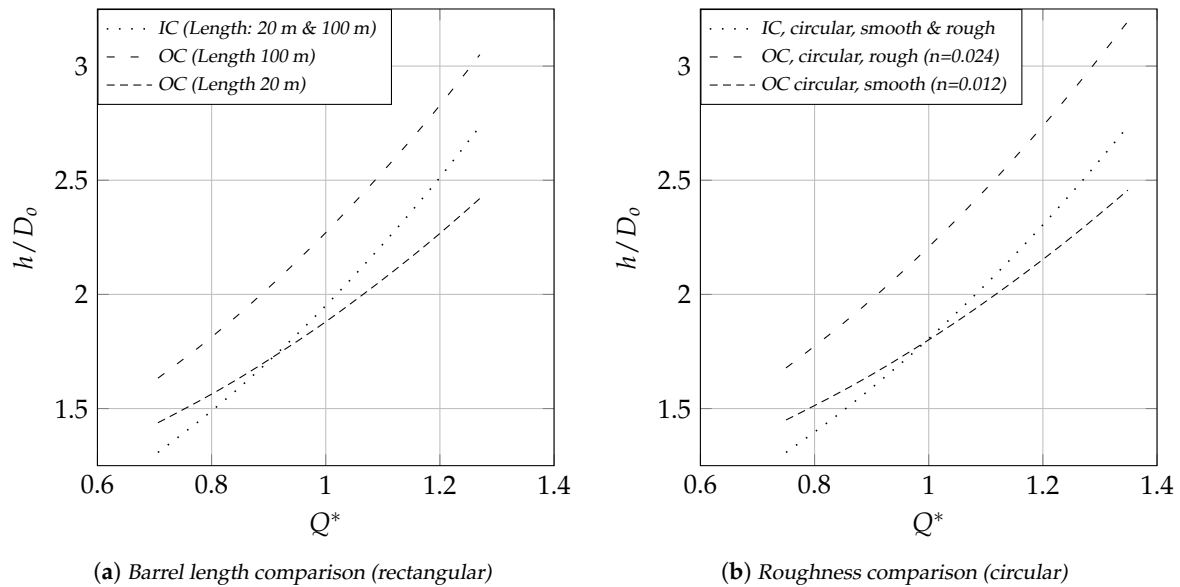 IC (Length: 20 m & 100 m)
OC (Length 100 m)
OC (Length 20 m)
3
2.5
2
1.5
0.6
0.8
1
1.2
1.4
h/D_o
Q*
(a) Barrel length comparison (rectangular)
IC, circular, smooth & rough
OC, circular, rough (n=0.024)
OC circular, smooth (n=0.012)
3
2.5
2
1.5
0.6
0.8
1
1.2
1.4
h/D_o
Q*
(b) Roughness comparison (circular)